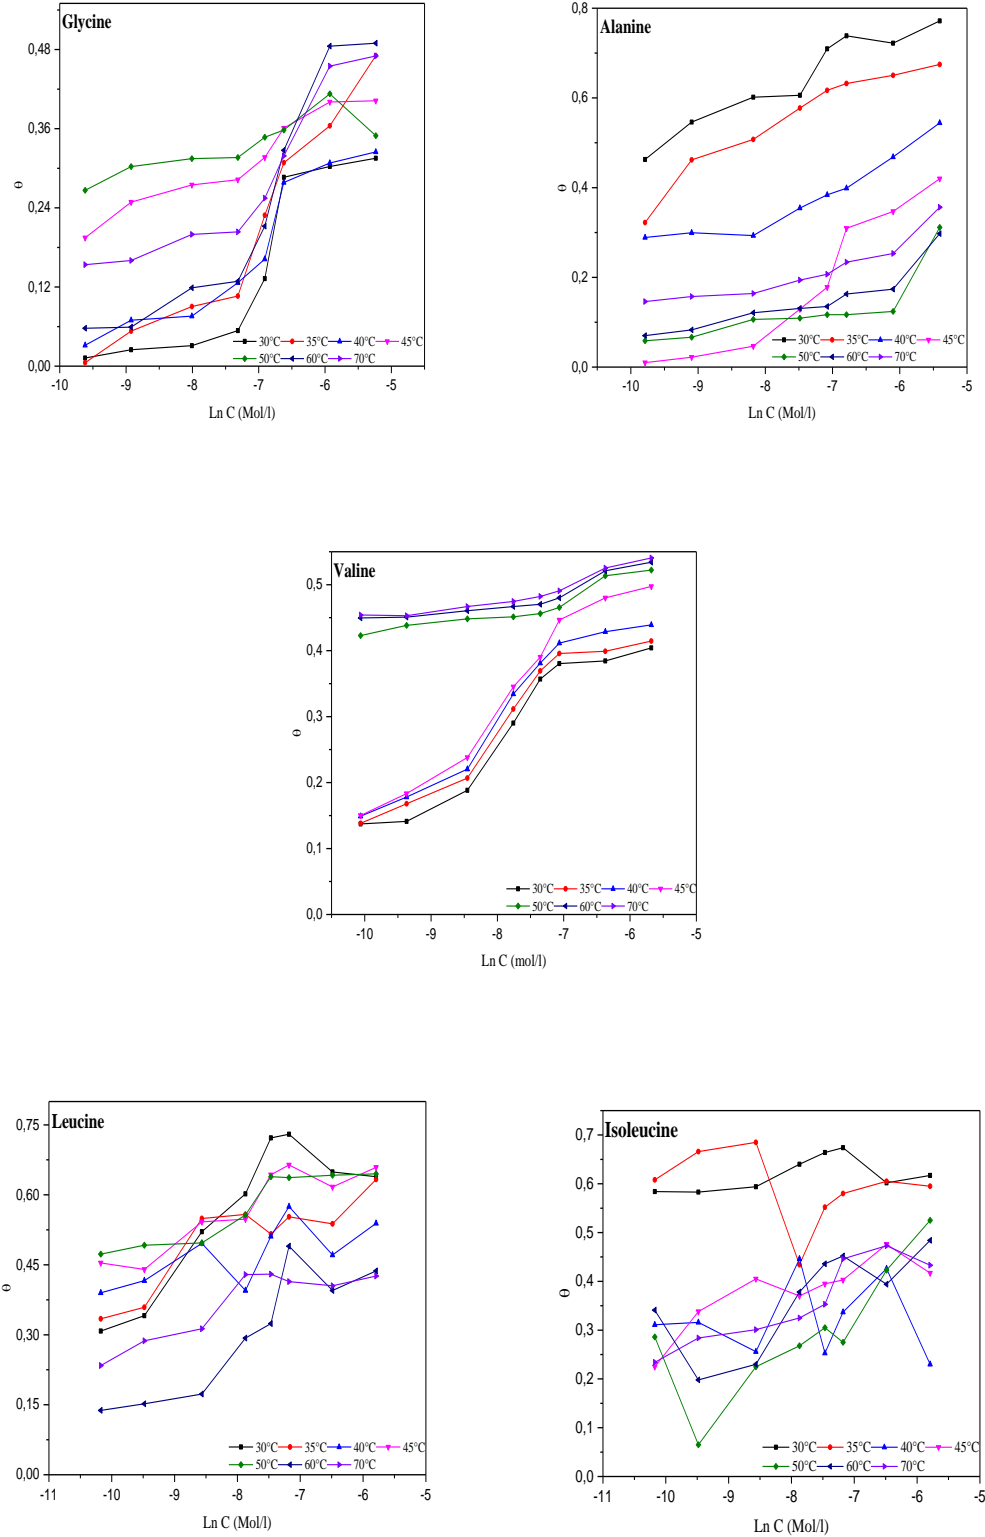 Glycine
0,48
0,36
0,24
0,12
0,00
θ
30°C 35°C 40°C 45°C
50°C 60°C 70°C
-10 -9 -8 -7 -6 -5
Ln C (Mol/l)
Alanine
0,8
0,6
0,4
0,2
0,0
θ
30°C 35°C 40°C 45°C
50°C 60°C 70°C
-10 -9 -8 -7 -6 -5
Ln C (Mol/l)
Valine
0,5
0,4
0,3
0,2
0,1
0,0
θ
30°C 35°C 40°C 45°C
50°C 60°C 70°C
-10 -9 -8 -7 -6 -5
Ln C (mol/l)
Leucine
0,75
0,60
0,45
0,30
0,15
0,00
θ
30°C 35°C 40°C 45°C
50°C 60°C 70°C
-11 -10 -9 -8 -7 -6 -5
Ln C (Mol/l)
Isoleucine
0,7
0,6
0,5
0,4
0,3
0,2
0,1
0,0
θ
30°C 35°C 40°C 45°C
50°C 60°C 70°C
-11 -10 -9 -8 -7 -6 -5
Ln C (Mol/l)